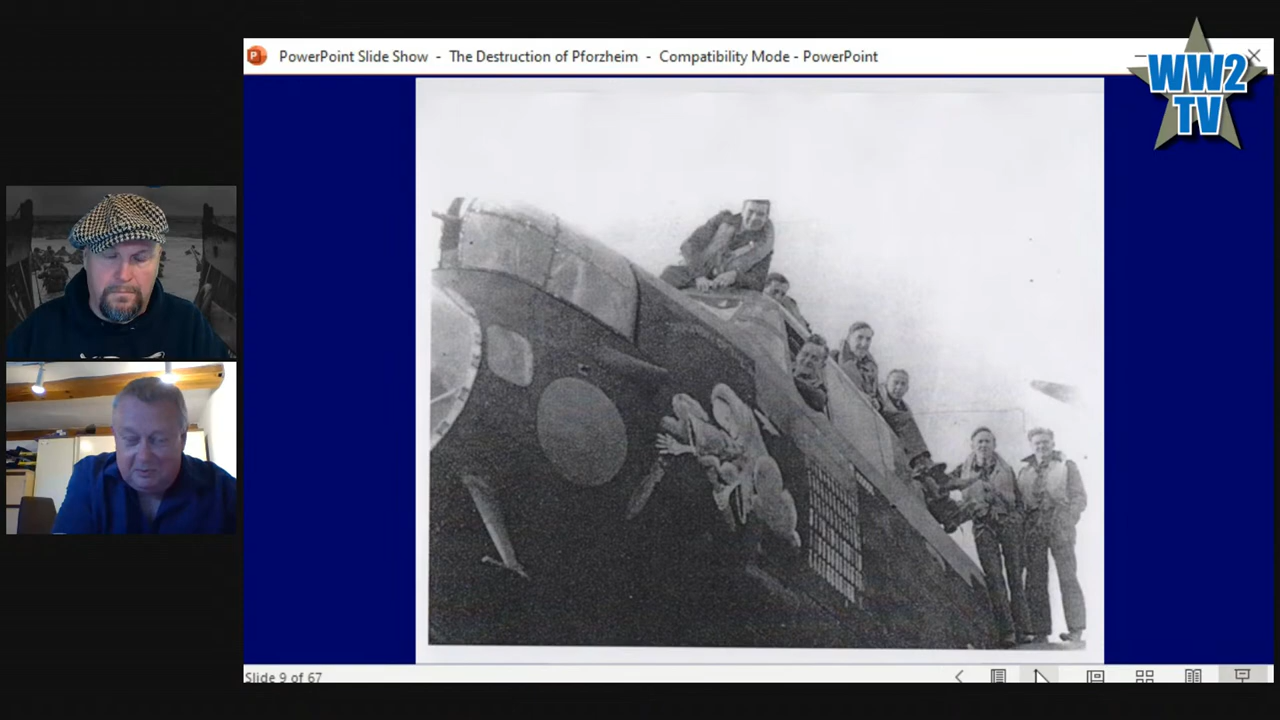 PowerPoint Slide Show - The Destruction of Pforzheim - Compatibility Mode - PowerPoint
WW2
TV
Slide 9 of 67